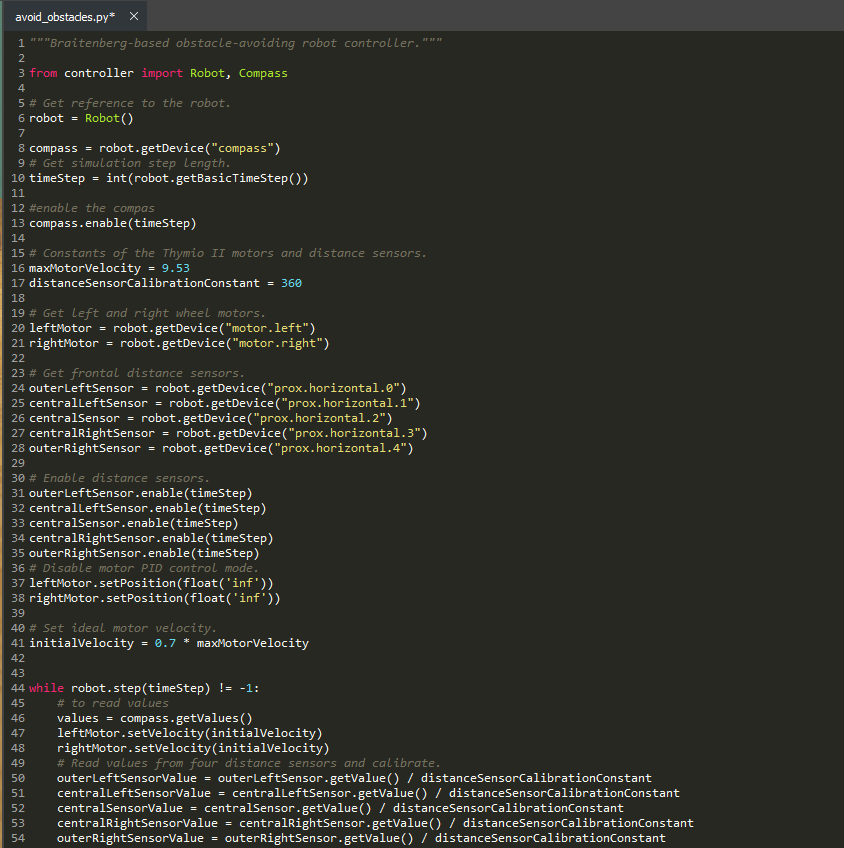 avoid_obstacles.py* ×
1 """Braitenberg-based obstacle-avoiding robot controller."""
2
3 from controller import Robot, Compass
4
5 # Get reference to the robot.
6 robot = Robot()
7
8 compass = robot.getDevice("compass")
9 # Get simulation step length.
10 timeStep = int(robot.getBasicTimeStep())
11
12 #enable the compas
13 compass.enable(timeStep)
14
15 # Constants of the Thymio II motors and distance sensors.
16 maxMotorVelocity = 9.53
17 distanceSensorCalibrationConstant = 360
18
19 # Get left and right wheel motors.
20 leftMotor = robot.getDevice("motor.left")
21 rightMotor = robot.getDevice("motor.right")
22
23 # Get frontal distance sensors.
24 outerLeftSensor = robot.getDevice("prox.horizontal.0")
25 centralLeftSensor = robot.getDevice("prox.horizontal.1")
26 centralSensor = robot.getDevice("prox.horizontal.2")
27 centralRightSensor = robot.getDevice("prox.horizontal.3")
28 outerRightSensor = robot.getDevice("prox.horizontal.4")
29
30 # Enable distance sensors.
31 outerLeftSensor.enable(timeStep)
32 centralLeftSensor.enable(timeStep)
33 centralSensor.enable(timeStep)
34 centralRightSensor.enable(timeStep)
35 outerRightSensor.enable(timeStep)
36 # Disable motor PID control mode.
37 leftMotor.setPosition(float('inf'))
38 rightMotor.setPosition(float('inf'))
39
40 # Set ideal motor velocity.
41 initialVelocity = 0.7 * maxMotorVelocity
42
43
44 while robot.step(timeStep) != -1:
45     # to read values
46     values = compass.getValues()
47     leftMotor.setVelocity(initialVelocity)
48     rightMotor.setVelocity(initialVelocity)
49     # Read values from four distance sensors and calibrate.
50     outerLeftSensorValue = outerLeftSensor.getValue() / distanceSensorCalibrationConstant
51     centralLeftSensorValue = centralLeftSensor.getValue() / distanceSensorCalibrationConstant
52     centralSensorValue = centralSensor.getValue() / distanceSensorCalibrationConstant
53     centralRightSensorValue = centralRightSensor.getValue() / distanceSensorCalibrationConstant
54     outerRightSensorValue = outerRightSensor.getValue() / distanceSensorCalibrationConstant